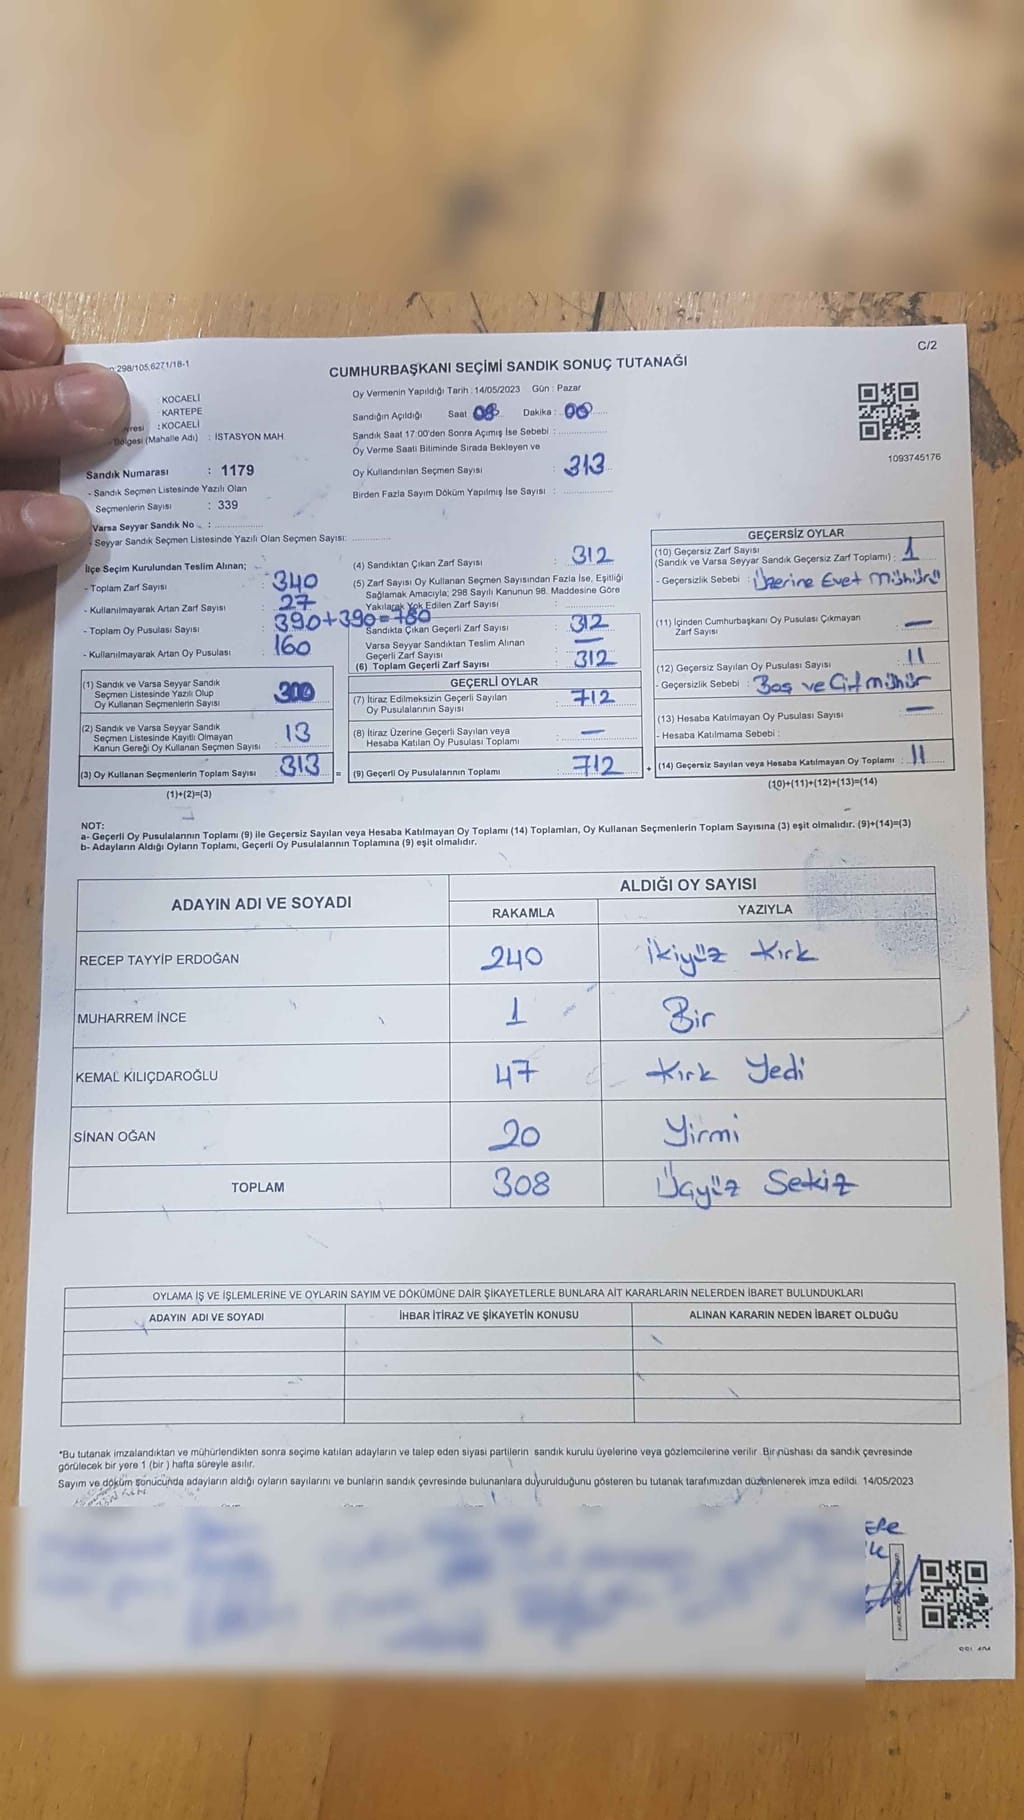 298/105,6271/16-1
C/2
CUMHURBAŞKANI SEÇİMİ SANDIK SONUÇ TUTANAĞI
KOCAELİ
KARTEPE
: KOCAELİ
Bölgesi (Mahalle Adı) : İSTASYON MAH
Sandık Numarası : 1179
- Sandık Seçmen Listesinde Yazılı Olan
Seçmenlerin Sayısı : 339
Varsa Seyyar Sandık No :
- Seyyar Sandık Seçmen Listesinde Yazılı Olan Seçmen Sayısı:
Oy Vermenin Yapıldığı Tarih : 14/05/2023 Gün : Pazar
Sandığın Açıldığı Saat 08 Dakika : 00
Sandık Saat 17:00'den Sonra Açımış İse Sebebi :
Oy Verme Saati Bitiminde Sırada Bekleyen ve
Oy Kullandırılan Seçmen Sayısı : 313
Birden Fazla Sayım Döküm Yapılmış İse Sayısı :
1093745176
İlçe Seçim Kurulundan Teslim Alınan;
- Toplam Zarf Sayısı : 340
- Kullanılmayarak Artan Zarf Sayısı : 27
- Toplam Oy Pusulası Sayısı : 390+390=780
- Kullanılmayarak Artan Oy Pusulası : 160
(1) Sandık ve Varsa Seyyar Sandık
Seçmen Listesinde Yazılı Olup
Oy Kullanan Seçmenlerin Sayısı 300
(2) Sandık ve Varsa Seyyar Sandık
Seçmen Listesinde Kayıtlı Olmayan
Kanun Gereği Oy Kullanan Seçmen Sayısı : 13
(3) Oy Kullanan Seçmenlerin Toplam Sayısı : 313
(1)+(2)=(3)
=
(4) Sandıktan Çıkan Zarf Sayısı : 312
(5) Zarf Sayısı Oy Kullanan Seçmen Sayısından Fazla İse, Eşitliği
Sağlamak Amacıyla; 298 Sayılı Kanunun 98. Maddesine Göre
Yakılarak Yok Edilen Zarf Sayısı :
Sandıkta Çıkan Geçerli Zarf Sayısı : 312
Varsa Seyyar Sandıktan Teslim Alınan
Geçerli Zarf Sayısı : —
(6) Toplam Geçerli Zarf Sayısı : 312
GEÇERLİ OYLAR
(7) İtiraz Edilmeksizin Geçerli Sayılan
Oy Pusulalarının Sayısı : 712
(8) İtiraz Üzerine Geçerli Sayılan veya
Hesaba Katılan Oy Pusulası Toplamı : —
(9) Geçerli Oy Pusulalarının Toplamı : 712
+
GEÇERSİZ OYLAR
(10) Geçersiz Zarf Sayısı
(Sandık ve Varsa Seyyar Sandık Geçersiz Zarf Toplamı) : 1
- Geçersizlik Sebebi : Üzerine Evet Mühürü
(11) İçinden Cumhurbaşkanı Oy Pusulası Çıkmayan
Zarf Sayısı : —
(12) Geçersiz Sayılan Oy Pusulası Sayısı : 11
- Geçersizlik Sebebi : Boş ve Çift mühür
(13) Hesaba Katılmayan Oy Pusulası Sayısı : —
- Hesaba Katılmama Sebebi :
(14) Geçersiz Sayılan veya Hesaba Katılmayan Oy Toplamı : 11
(10)+(11)+(12)+(13)=(14)
NOT:
a- Geçerli Oy Pusulalarının Toplamı (9) ile Geçersiz Sayılan veya Hesaba Katılmayan Oy Toplamı (14) Toplamları, Oy Kullanan Seçmenlerin Toplam Sayısına (3) eşit olmalıdır. (9)+(14)=(3)
b- Adayların Aldığı Oyların Toplamı, Geçerli Oy Pusulalarının Toplamına (9) eşit olmalıdır.
ADAYIN ADI VE SOYADI ALDIĞI OY SAYISI
RAKAMLA YAZIYLA
RECEP TAYYİP ERDOĞAN 240 İkiyüz Kırk
MUHARREM İNCE 1 Bir
KEMAL KILIÇDAROĞLU 47 Kırk Yedi
SİNAN OĞAN 20 Yirmi
TOPLAM 308 Üçyüz Sekiz
OYLAMA İŞ VE İŞLEMLERİNE VE OYLARIN SAYIM VE DÖKÜMÜNE DAİR ŞİKAYETLERLE BUNLARA AİT KARARLARIN NELERDEN İBARET BULUNDUKLARI
ADAYIN ADI VE SOYADI İHBAR İTİRAZ VE ŞİKAYETİN KONUSU ALINAN KARARIN NEDEN İBARET OLDUĞU
*Bu tutanak imzalandıktan ve mühürlendikten sonra seçime katılan adayların ve talep eden siyasi partilerin sandık kurulu üyelerine veya gözlemcilerine verilir. Bir nüshası da sandık çevresinde
görülecek bir yere 1 (bir ) hafta süreyle asılır.
Sayım ve döküm sonucunda adayların aldığı oyların sayılarını ve bunların sandık çevresinde bulunanlara duyurulduğunu gösteren bu tutanak tarafımızdan düzenlenerek imza edildi. 14/05/2023